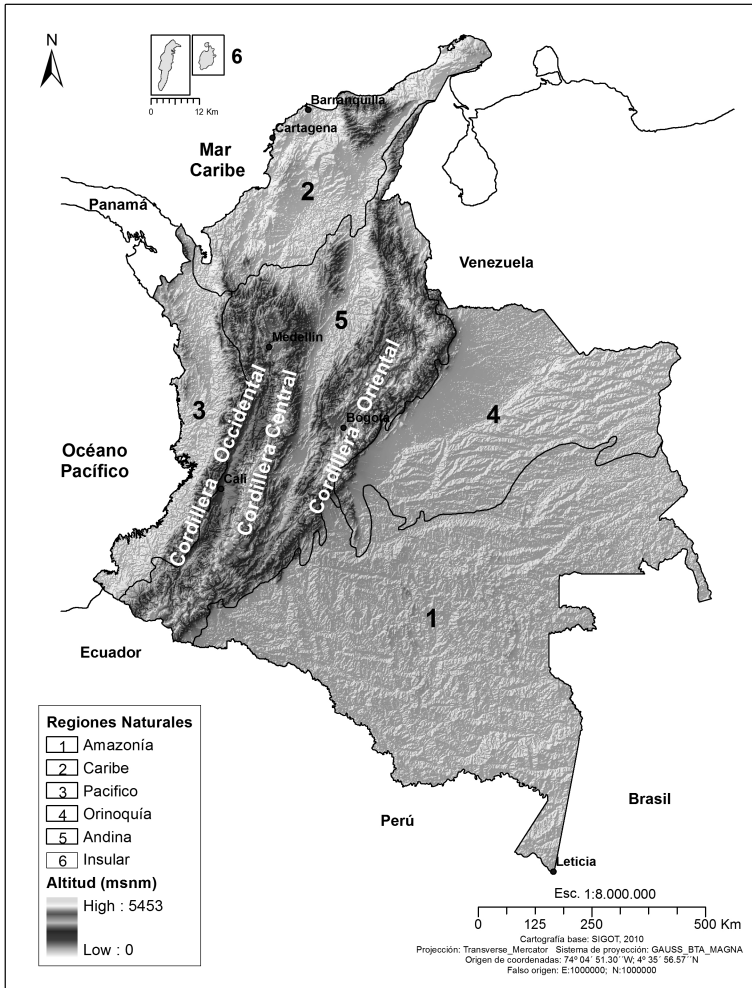 N
6
0 12 Km
Barranquilla
Cartagena
Mar
Caribe
2
Panamá
Venezuela
5
Medellín
Cordillera Occidental
Cordillera Central
Cordillera Oriental
3
4
Bogotá
Océano
Pacífico
Cali
1
Ecuador
Regiones Naturales
1 Amazonía
2 Caribe
3 Pacifico
4 Orinoquía
5 Andina
6 Insular
Altitud (msnm)
High : 5453
Low : 0
Brasil
Perú
Leticia
Esc. 1:8.000.000
0 125 250 500 Km
Cartografía base: SIGOT, 2010
Projección: Transverse_Mercator Sistema de proyección: GAUSS_BTA_MAGNA
Origen de coordenadas: 74º 04´ 51.30´´W; 4º 35´ 56.57´´N
Falso origen: E:1000000; N:1000000